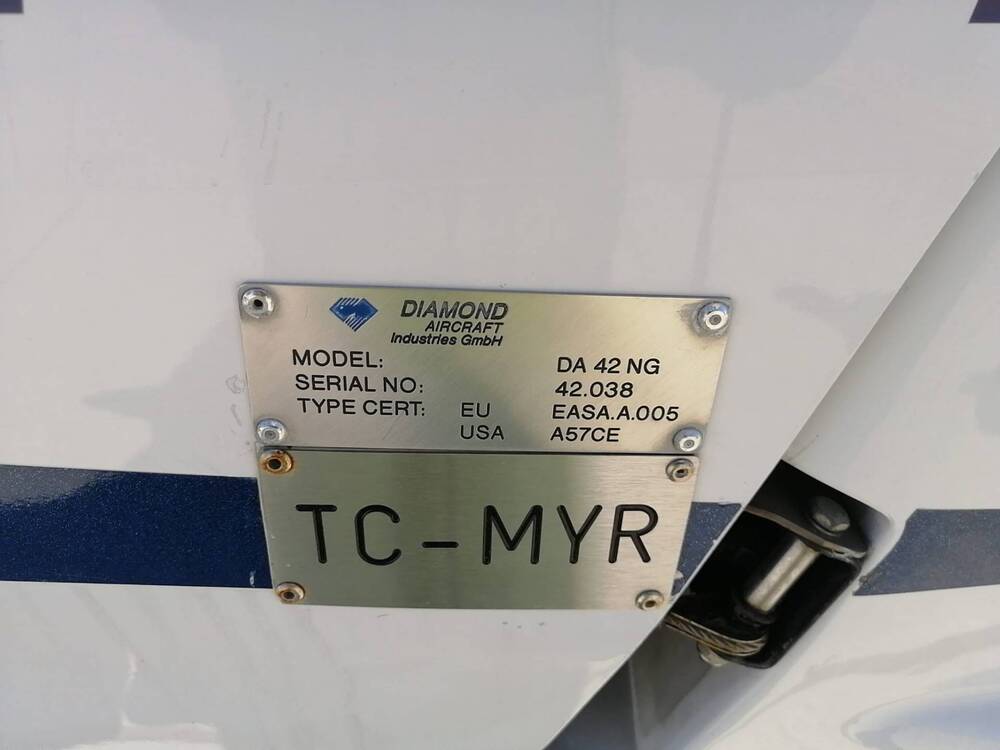 DIAMOND
AIRCRAFT
Industries GmbH
MODEL: DA 42 NG
SERIAL NO: 42.038
TYPE CERT: EU EASA.A.005
USA A57CE
TC-MYR